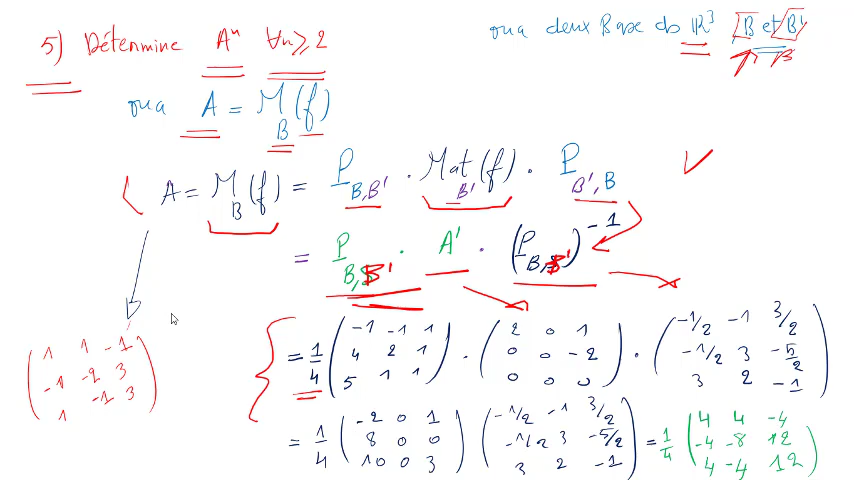 ona deux Base do ℝ³ B et B'
B
5) Détermine Aⁿ ∀n≥2
ona A = M_B(f)
A = M_B(f) = P_{B,B'} · Mat_{B'}(f) · P_{B',B}
= P_{B,B'} · A' · (P_{B,B'})^{-1}
= 1/4 (-1 -1 1 ; 4 2 1 ; 5 1 1) · (2 0 1 ; 0 0 -2 ; 0 0 0) · (-1/2 -1 3/2 ; -1/2 3 -5/2 ; 3 2 -1)
(1 1 -1 ; -1 -2 3 ; 1 -1 3)
= 1/4 (-2 0 1 ; 8 0 0 ; 10 0 3) (-1/2 -1 3/2 ; -1/2 3 -5/2 ; 3 2 -1) = 1/4 (4 4 -4 ; -4 -8 12 ; 4 -4 12)